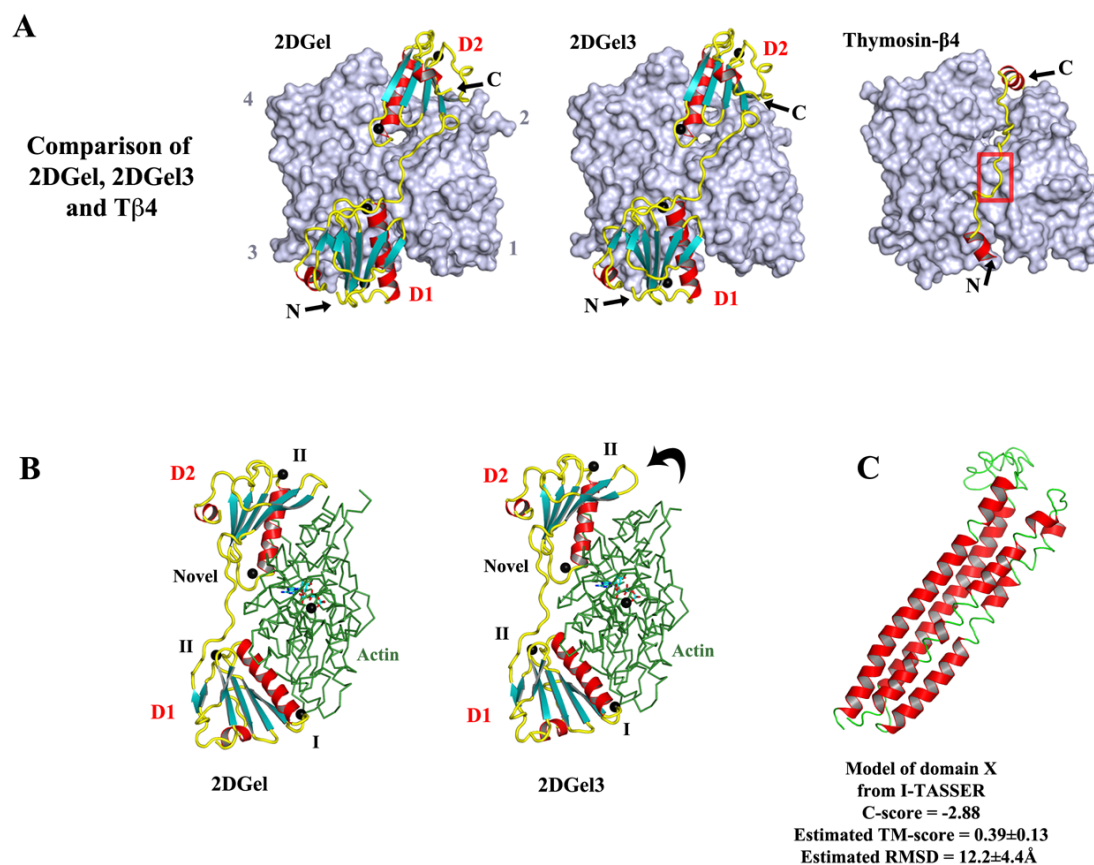 A
2DGel
D2
C
4
2
3
1
N
D1
2DGel3
D2
C
N
D1
Thymosin-β4
C
N
Comparison of
2DGel, 2DGel3
and Tβ4
B
D2
II
Novel
II
Actin
D1
I
2DGel
D2
II
Novel
II
Actin
D1
I
2DGel3
C
Model of domain X
from I-TASSER
C-score = -2.88
Estimated TM-score = 0.39±0.13
Estimated RMSD = 12.2±4.4Å